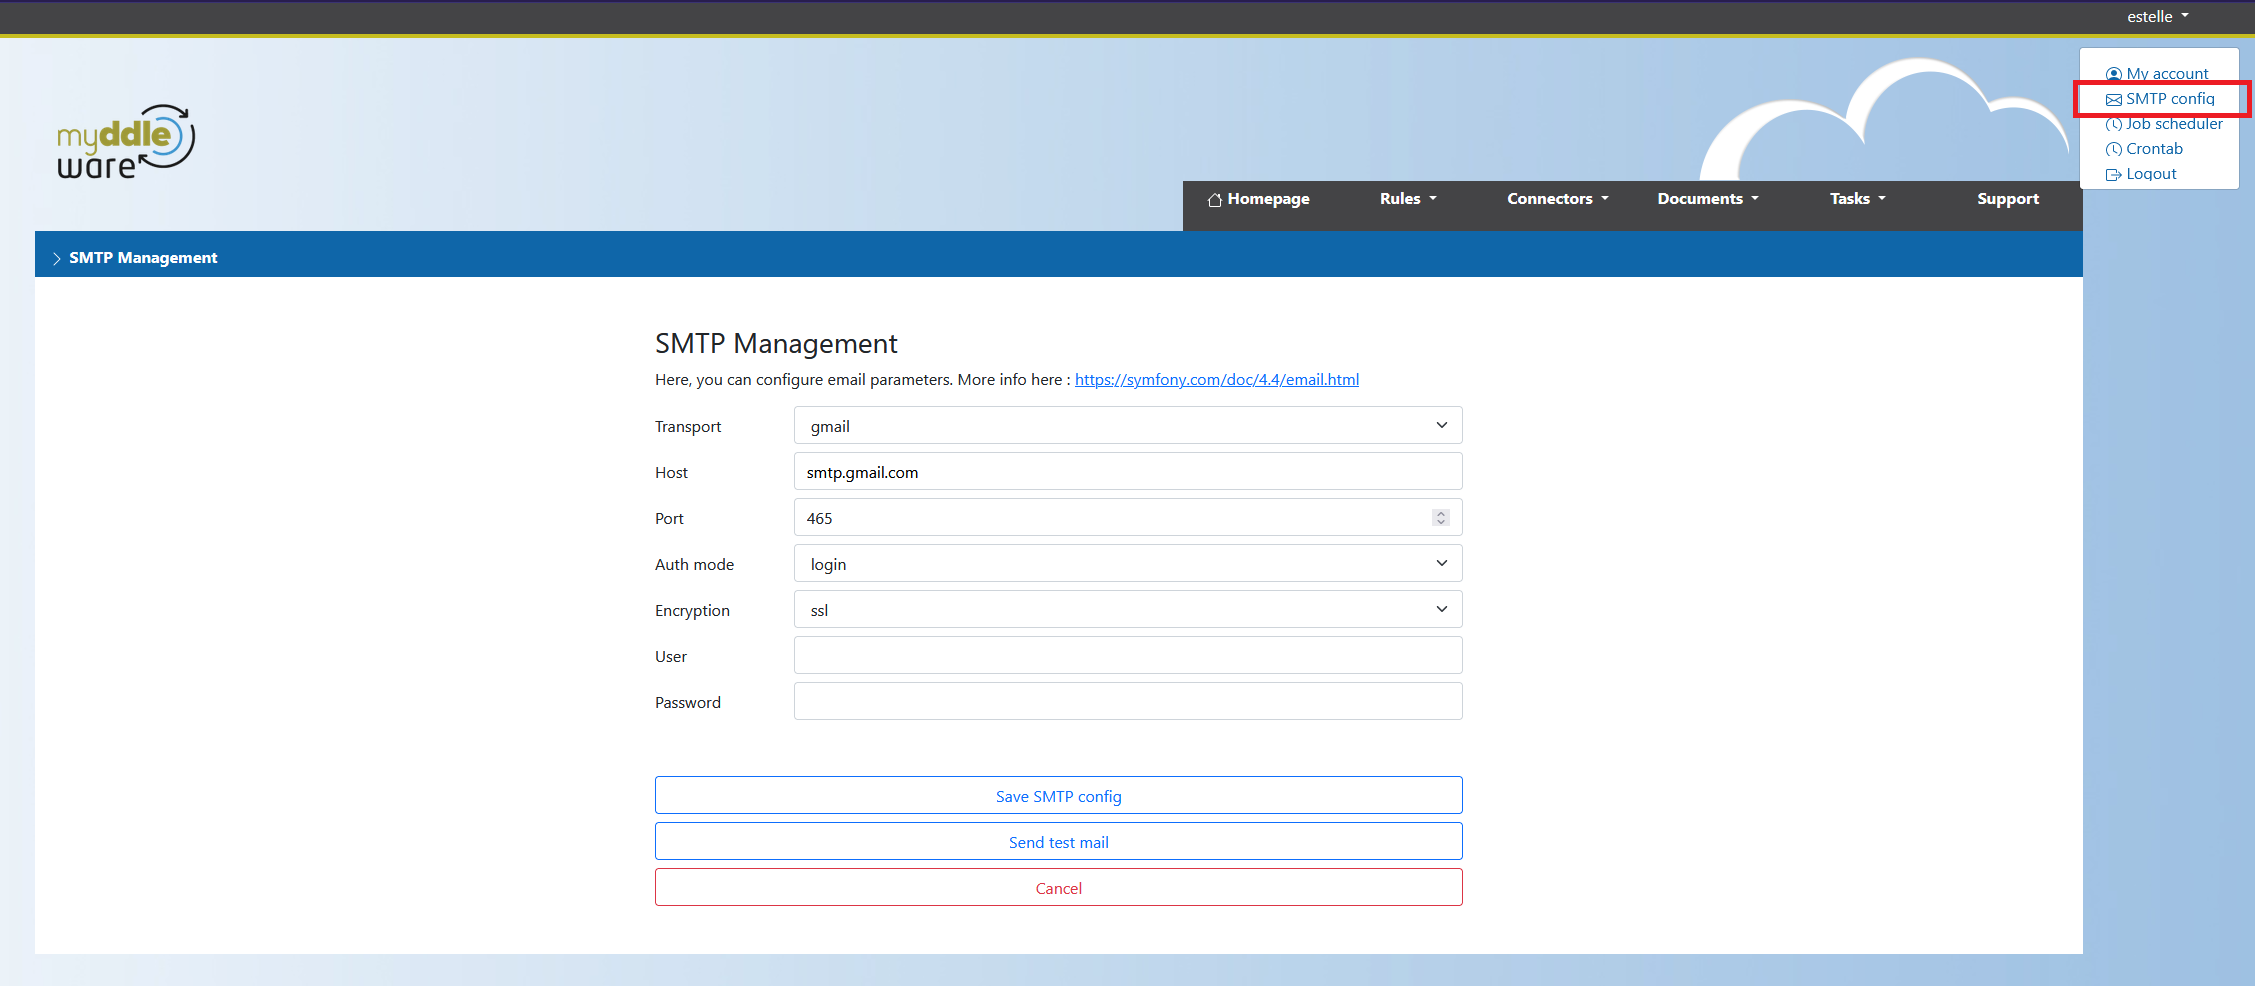 estelle
My account
SMTP config
Job scheduler
Crontab
Logout
myddle
ware
Homepage Rules Connectors Documents Tasks Support
SMTP Management
SMTP Management
Here, you can configure email parameters. More info here : https://symfony.com/doc/4.4/email.html
Transport gmail
Host smtp.gmail.com
Port 465
Auth mode login
Encryption ssl
User
Password
Save SMTP config
Send test mail
Cancel